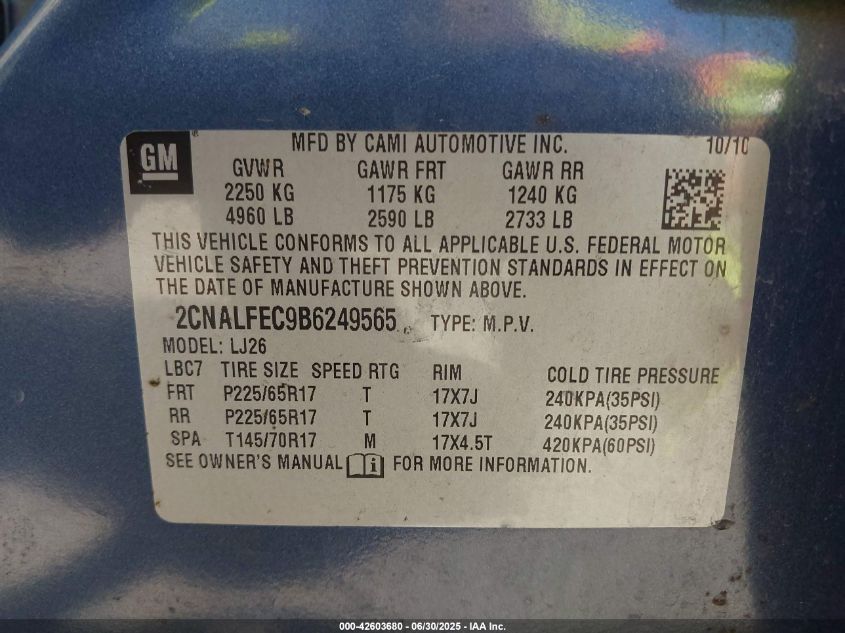 GM
MFD BY CAMI AUTOMOTIVE INC. 10/10
GVWR GAWR FRT GAWR RR
2250 KG 1175 KG 1240 KG
4960 LB 2590 LB 2733 LB
THIS VEHICLE CONFORMS TO ALL APPLICABLE U.S. FEDERAL MOTOR
VEHICLE SAFETY AND THEFT PREVENTION STANDARDS IN EFFECT ON
THE DATE OF MANUFACTURE SHOWN ABOVE.
2CNALFEC9B6249565 TYPE: M.P.V.
MODEL: LJ26
LBC7 TIRE SIZE SPEED RTG RIM COLD TIRE PRESSURE
FRT P225/65R17 T 17X7J 240KPA(35PSI)
RR P225/65R17 T 17X7J 240KPA(35PSI)
SPA T145/70R17 M 17X4.5T 420KPA(60PSI)
SEE OWNER'S MANUAL i FOR MORE INFORMATION.
000-42603680 - 06/30/2025 - IAA Inc.